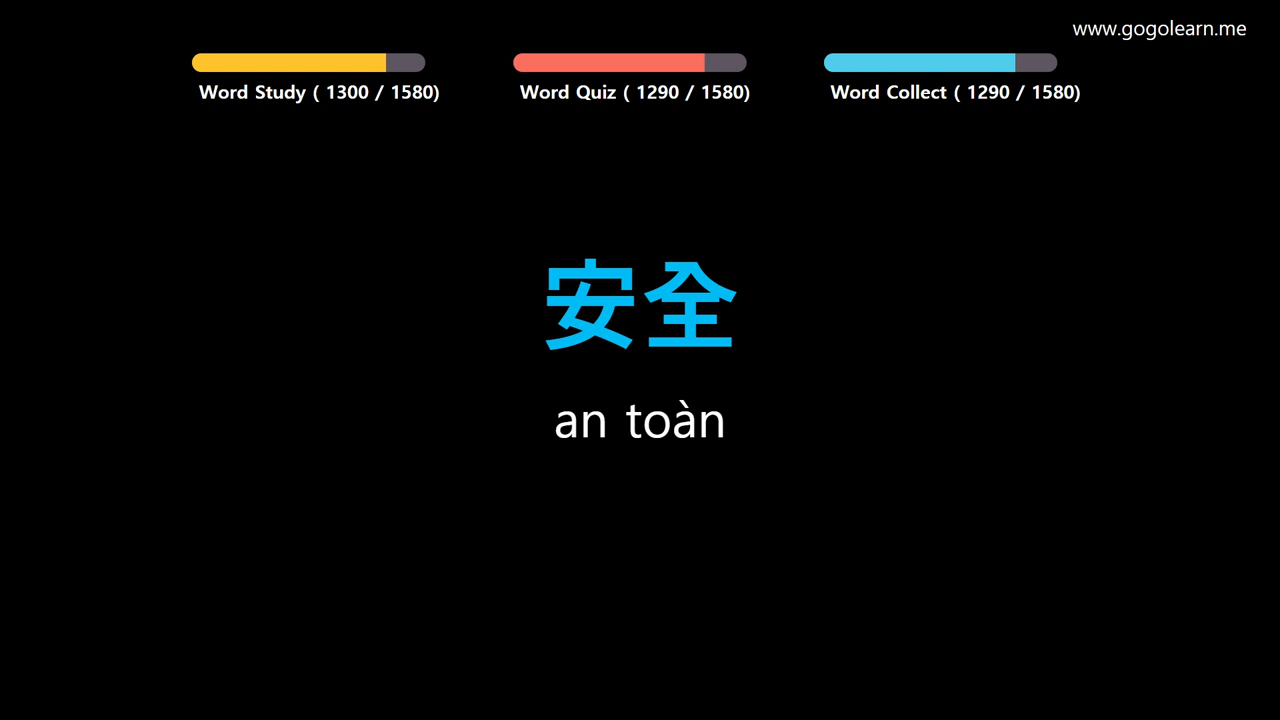 www.gogolearn.me
Word Study ( 1300 / 1580)
Word Quiz ( 1290 / 1580)
Word Collect ( 1290 / 1580)
安全
an toàn